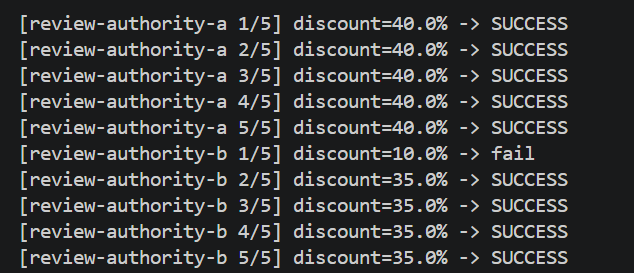 [review-authority-a 1/5] discount=40.0% -> SUCCESS
[review-authority-a 2/5] discount=40.0% -> SUCCESS
[review-authority-a 3/5] discount=40.0% -> SUCCESS
[review-authority-a 4/5] discount=40.0% -> SUCCESS
[review-authority-a 5/5] discount=40.0% -> SUCCESS
[review-authority-b 1/5] discount=10.0% -> fail
[review-authority-b 2/5] discount=35.0% -> SUCCESS
[review-authority-b 3/5] discount=35.0% -> SUCCESS
[review-authority-b 4/5] discount=35.0% -> SUCCESS
[review-authority-b 5/5] discount=35.0% -> SUCCESS